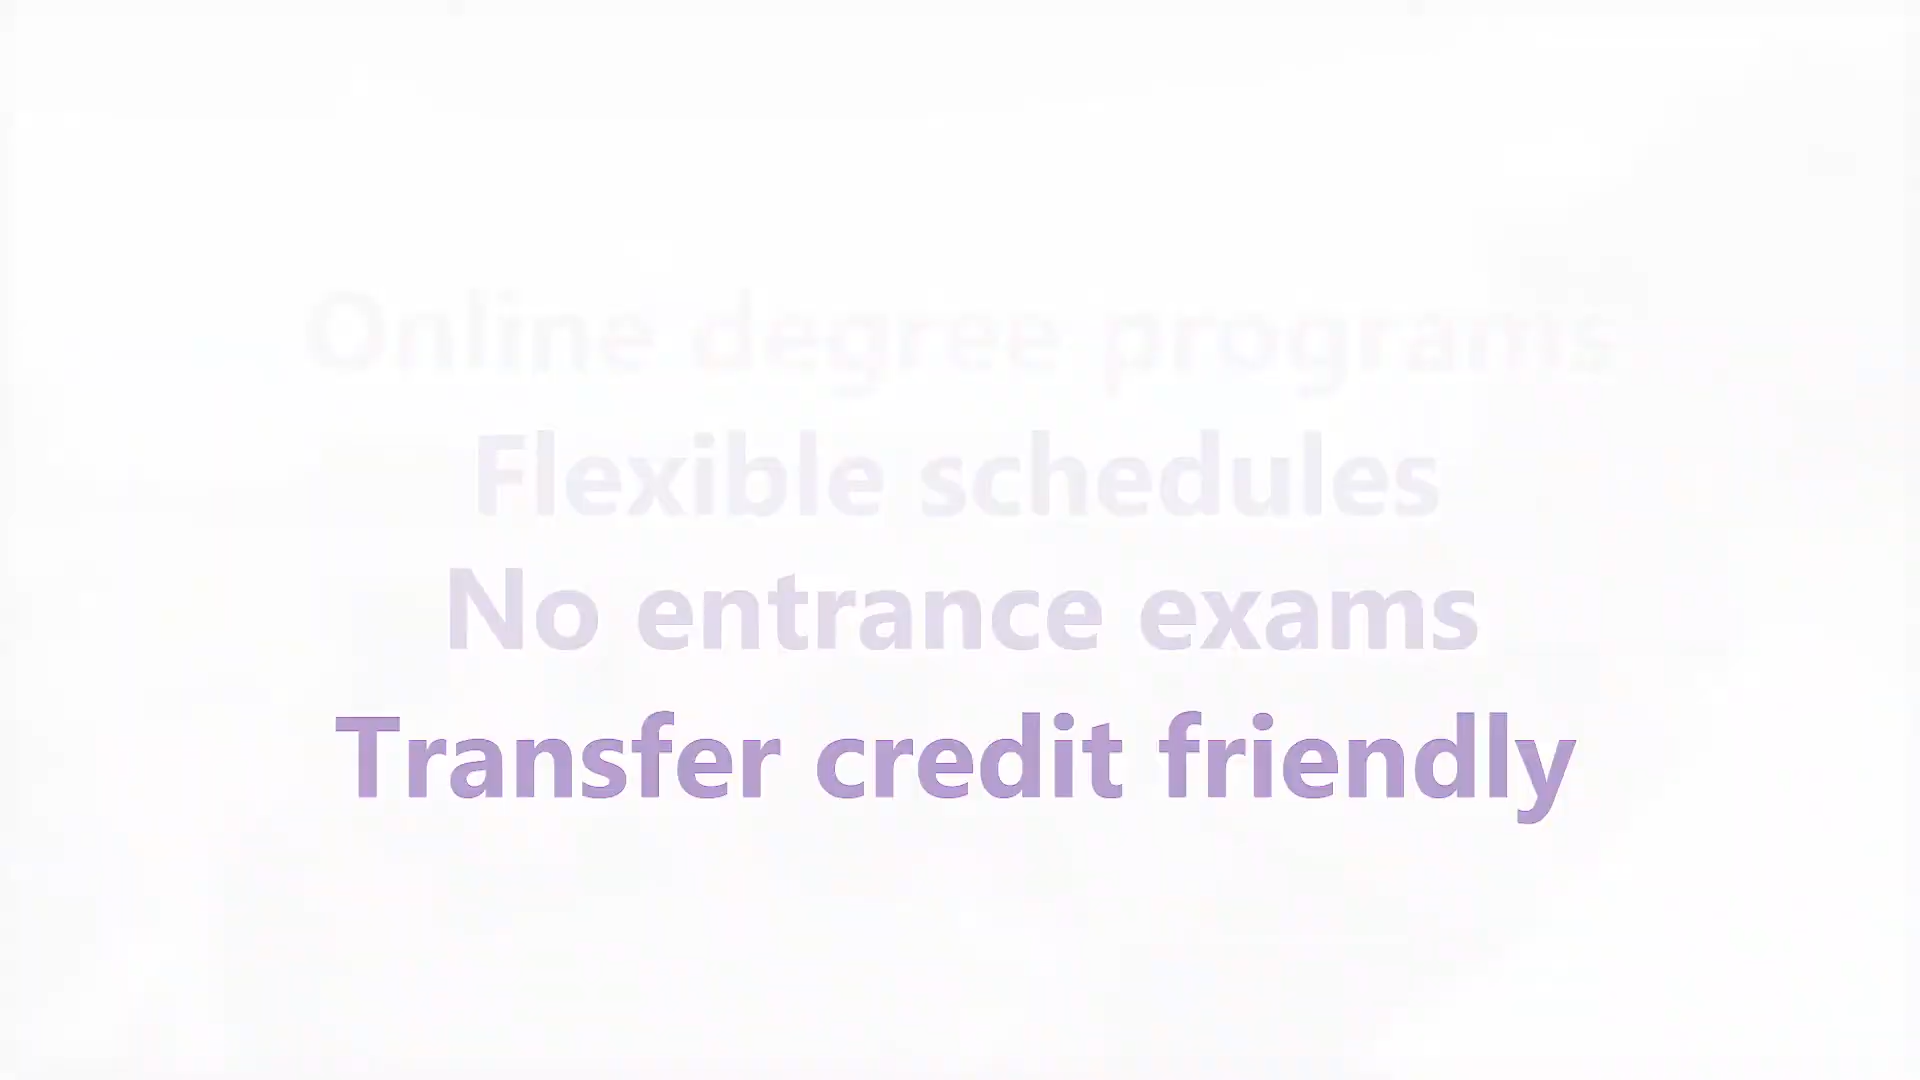 Online degree programs
Flexible schedules
No entrance exams
Transfer credit friendly